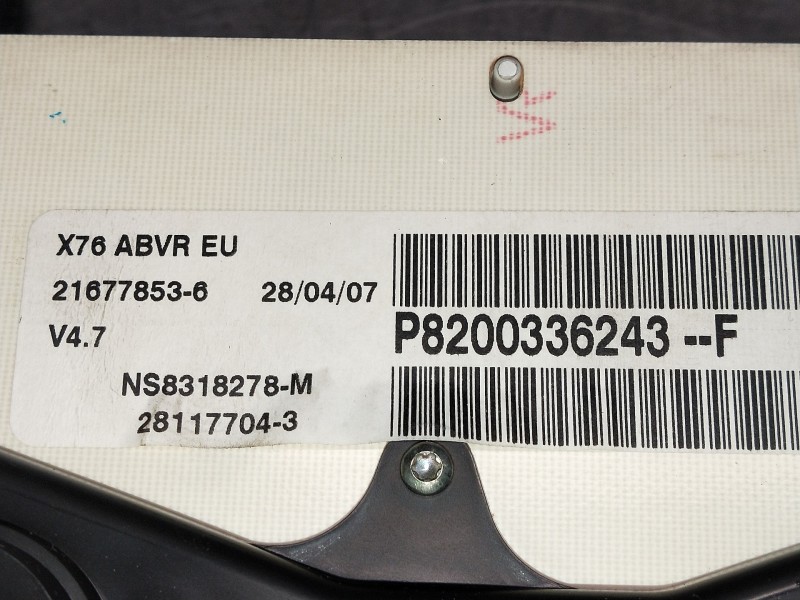 X76 ABVR EU
21677853-6 28/04/07
V4.7
P8200336243 --F
NS8318278-M
28117704-3